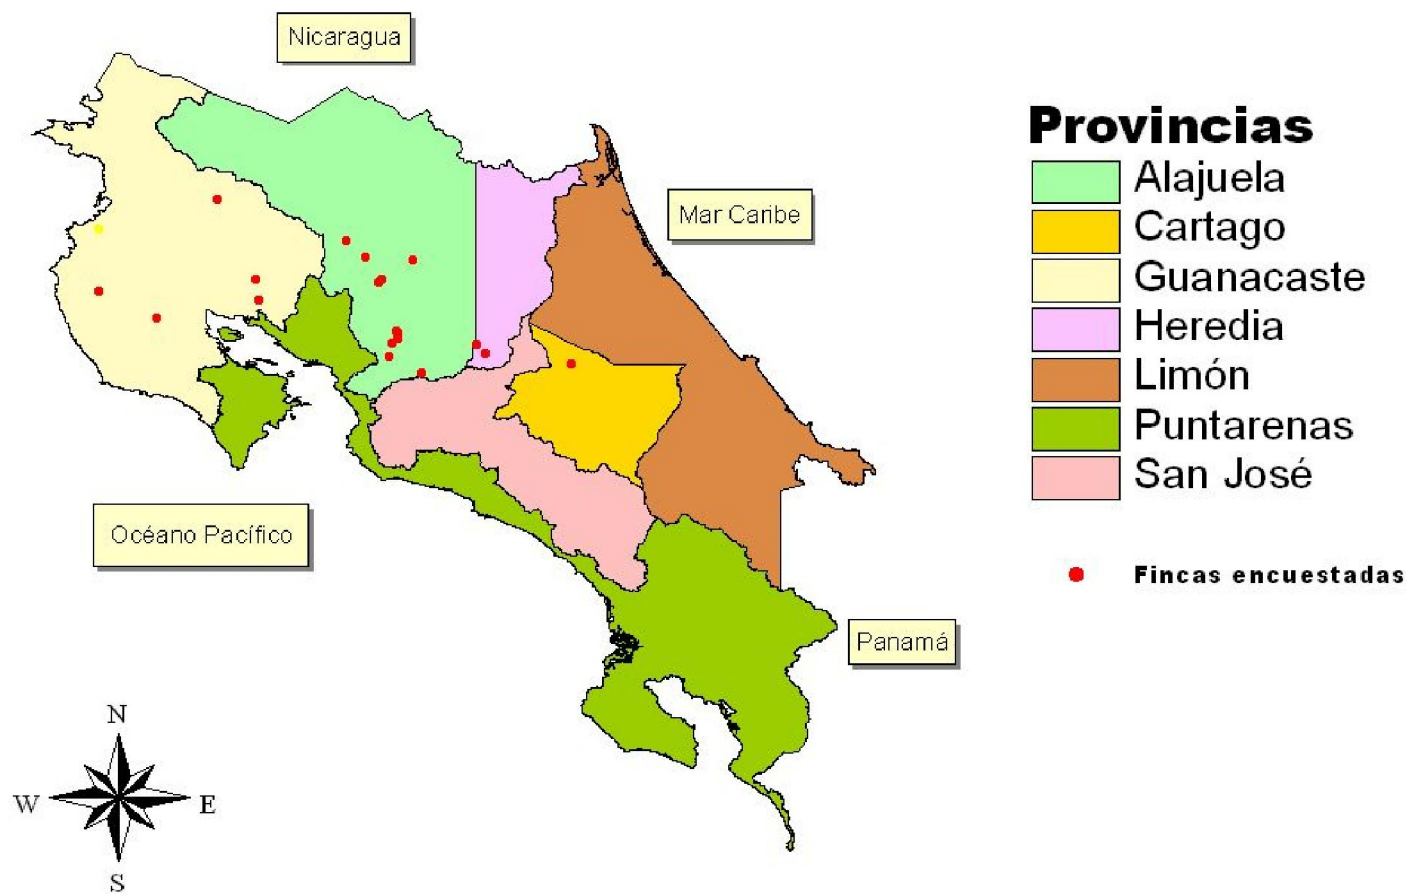 Nicaragua
Provincias
Alajuela
Mar Caribe
Cartago
Guanacaste
Heredia
Limón
Puntarenas
San José
Océano Pacífico
Fincas encuestadas
Panamá
N
W
E
S